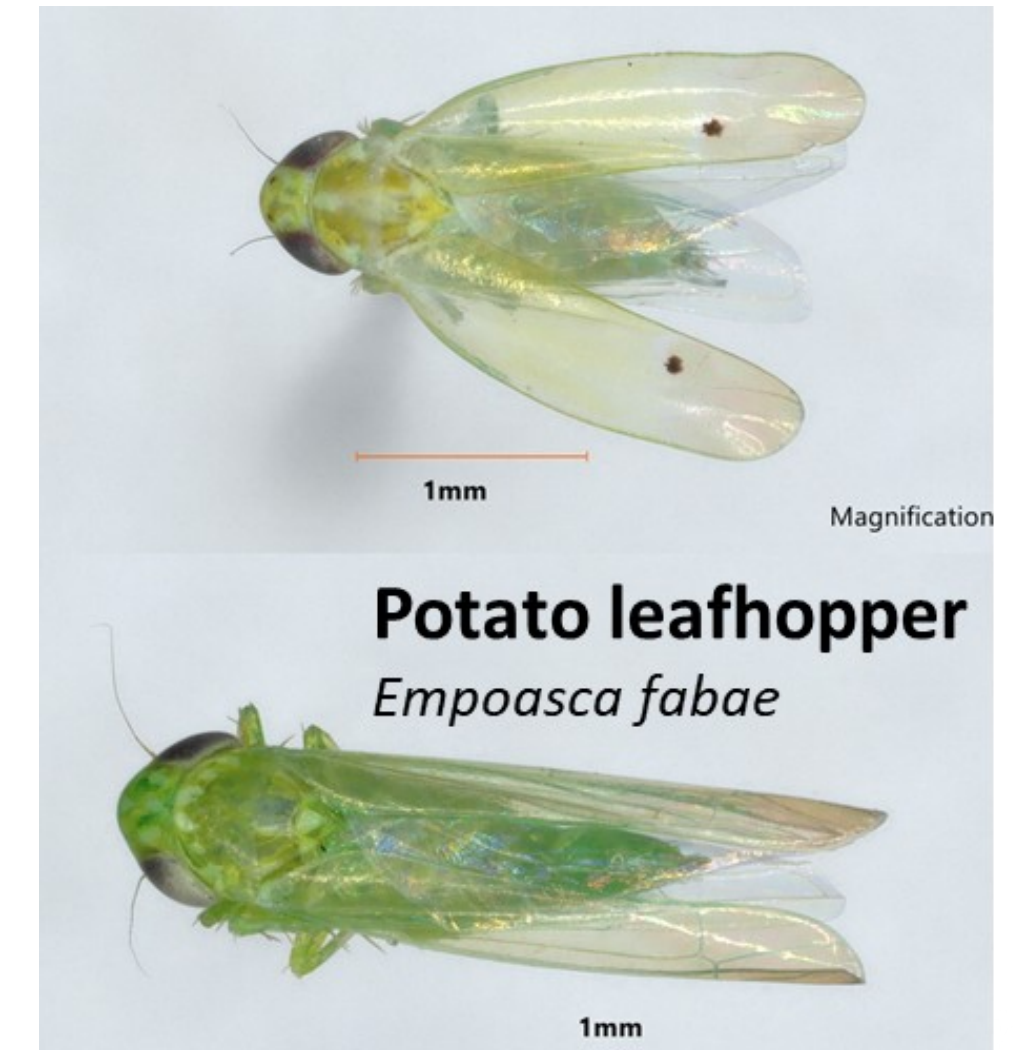 1mm
Magnification
Potato leafhopper
Empoasca fabae
1mm